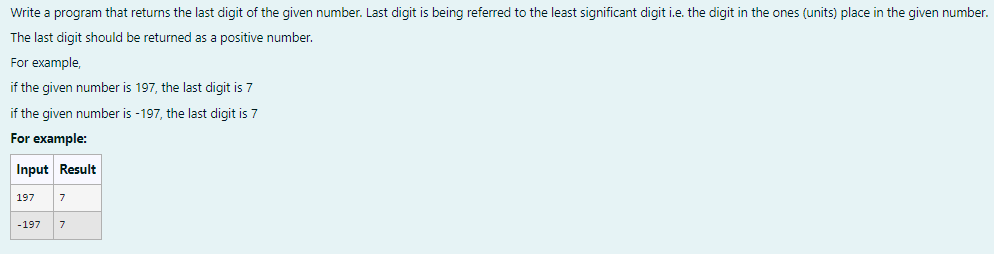 Write a program that returns the last digit of the given number. Last digit is being referred to the least significant digit i.e. the digit in the ones (units) place in the given number.
The last digit should be returned as a positive number.
For example,
if the given number is 197, the last digit is 7
if the given number is -197, the last digit is 7
For example:
Input Result
197 7
-197 7